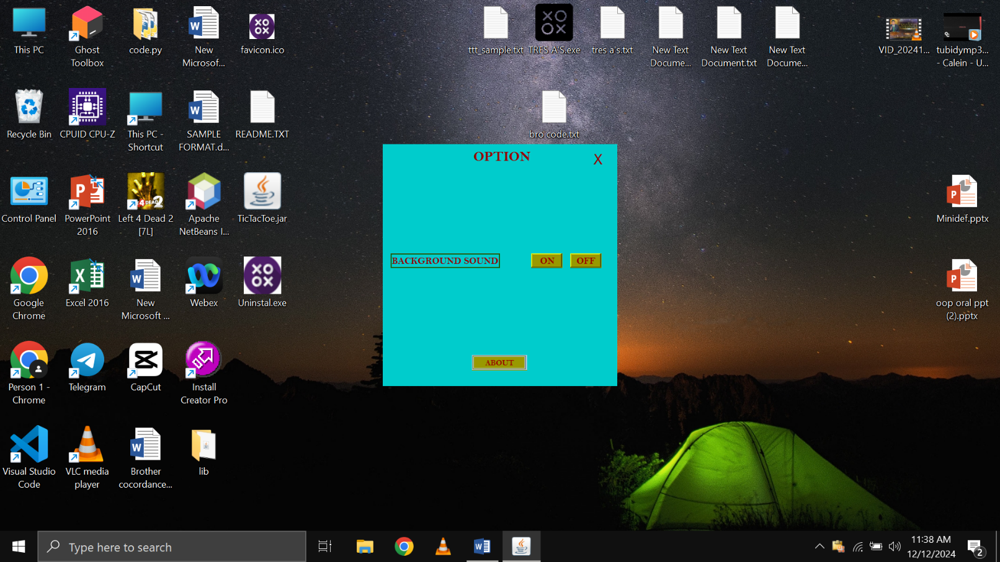 This PC
Ghost
Toolbox
code.py
New
Microsof...
favicon.ico
ttt_sample.txt
TRES A'S.exe
tres a's.txt
New Text
Docume...
New Text
Document.txt
New Text
Docume...
VID_20241...
tubidymp3...
- Calein - U...
Recycle Bin
CPUID CPU-Z
This PC -
Shortcut
SAMPLE
FORMAT.d...
README.TXT
bro code.txt
OPTION
X
Control Panel
PowerPoint
2016
Left 4 Dead 2
[7L]
Apache
NetBeans I...
TicTacToe.jar
Minidef.pptx
BACKGROUND SOUND
ON
OFF
Google
Chrome
Excel 2016
New
Microsoft ...
Webex
Uninstal.exe
oop oral ppt
(2).pptx
ABOUT
Person 1 -
Chrome
Telegram
CapCut
Install
Creator Pro
Visual Studio
Code
VLC media
player
Brother
cocordance...
lib
Type here to search
11:38 AM
12/12/2024
2